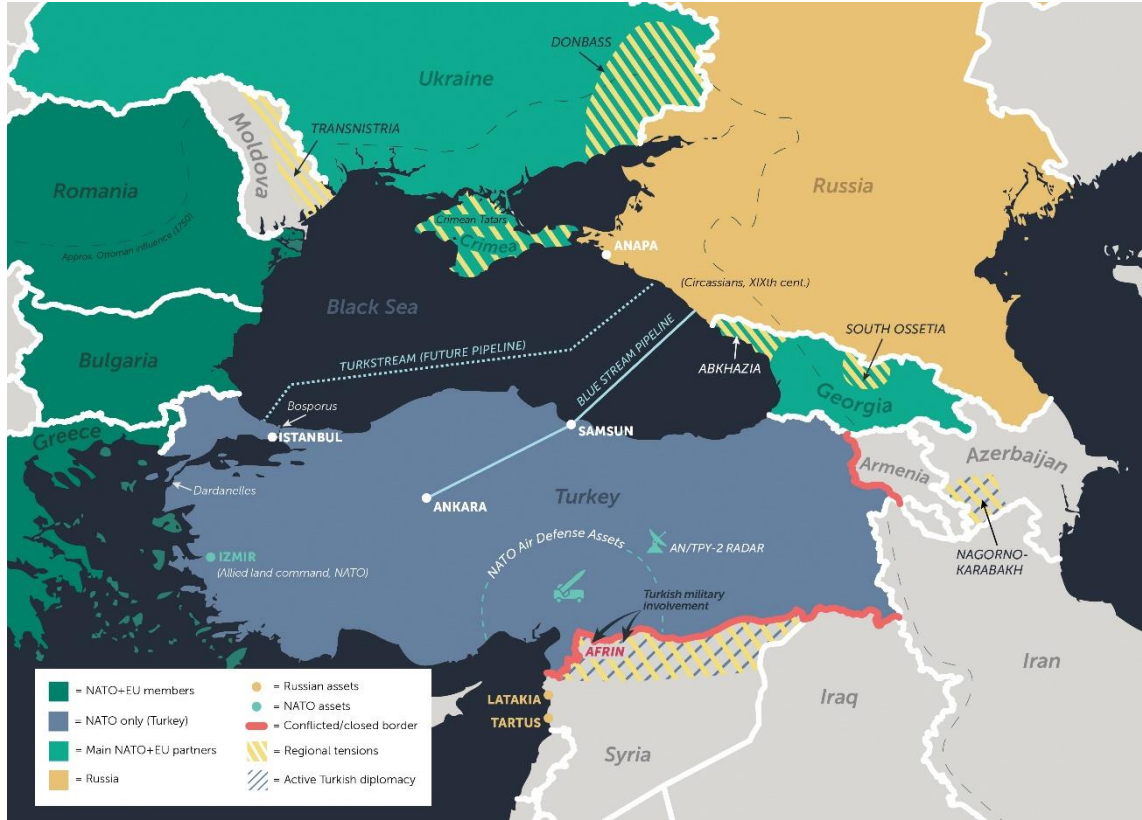 DONBASS
Ukraine
TRANSNISTRIA
Moldova
Romania
Russia
Approx. Ottoman influence (1750)
Crimean Tatars
Crimea
ANAPA
(Circassians, XIXth cent.)
Black Sea
SOUTH OSSETIA
Bulgaria
TURKSTREAM (FUTURE PIPELINE)
BLUE STREAM PIPELINE
ABKHAZIA
Georgia
Bosporus
Greece
ISTANBUL
SAMSUN
Armenia
Azerbaijan
Dardanelles
ANKARA
Turkey
NATO Air Defense Assets
AN/TPY-2 RADAR
NAGORNO-
KARABAKH
IZMIR
(Allied land command, NATO)
Turkish military
involvement
AFRIN
Iran
LATAKIA
TARTUS
Iraq
Syria
= NATO+EU members
= NATO only (Turkey)
= Main NATO+EU partners
= Russia
= Russian assets
= NATO assets
= Conflicted/closed border
= Regional tensions
= Active Turkish diplomacy